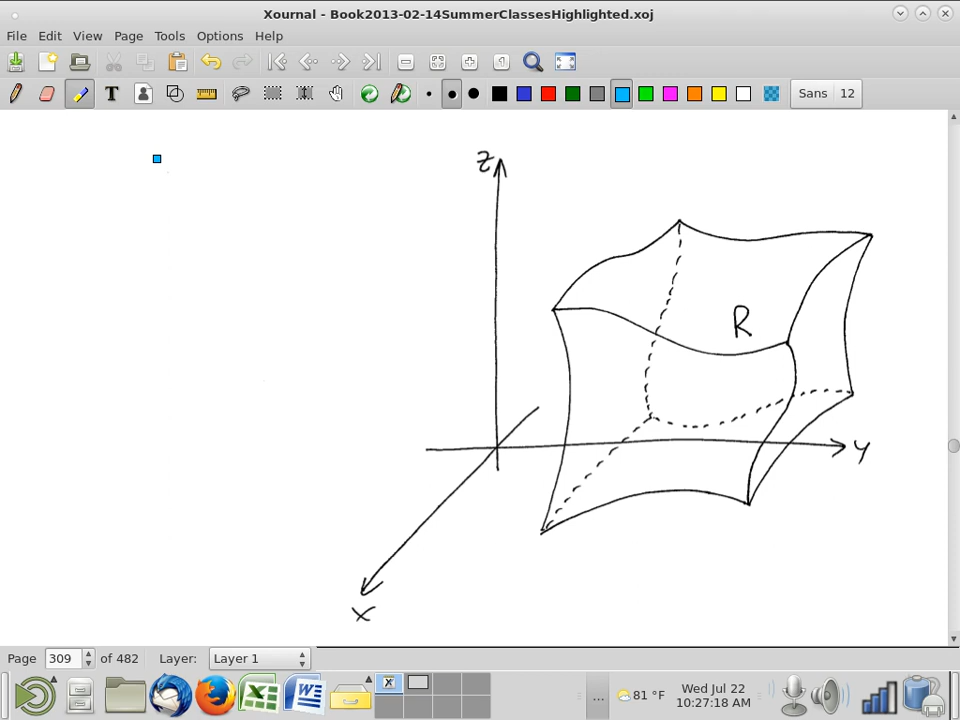 Xournal - Book2013-02-14SummerClassesHighlighted.xoj
File Edit View Page Tools Options Help
T Sans 12
z
R
y
x
Page 309 of 482 Layer: Layer 1
... 81 °F Wed Jul 22
10:27:18 AM